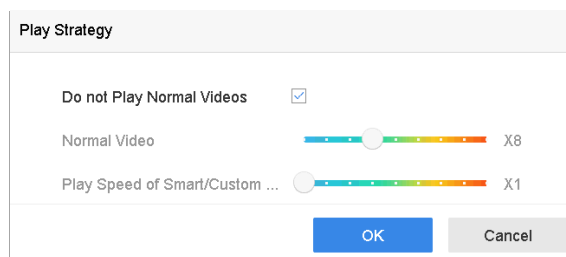 Play Strategy
Do not Play Normal Videos
Normal Video X8
Play Speed of Smart/Custom ... X1
OK Cancel